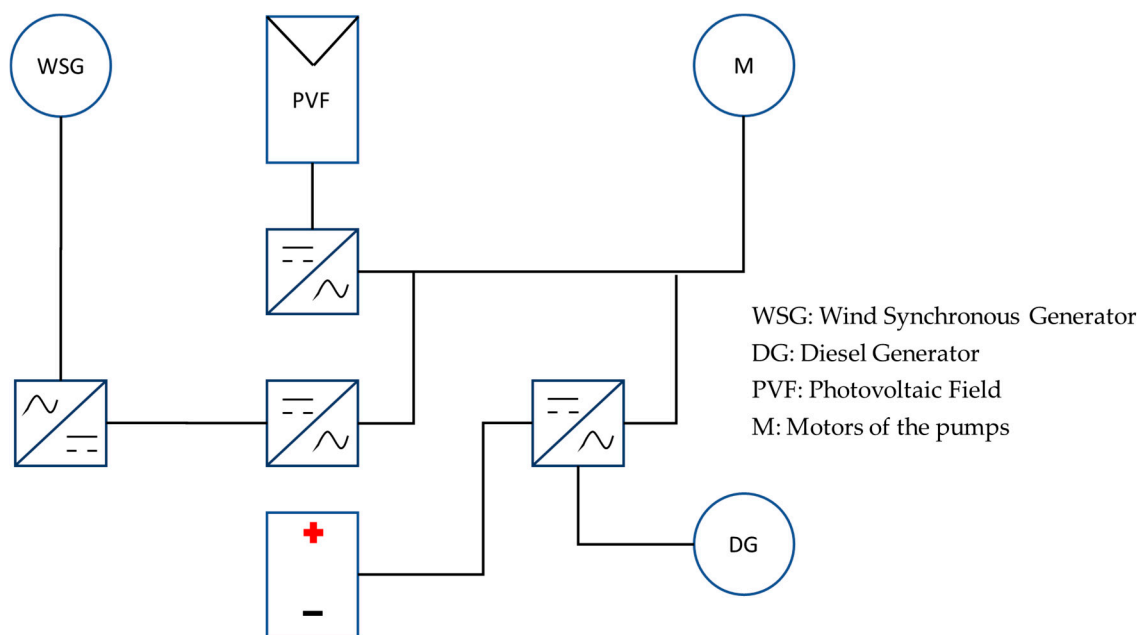 WSG
PVF
M
WSG: Wind Synchronous Generator
DG: Diesel Generator
PVF: Photovoltaic Field
M: Motors of the pumps
+
DG
−